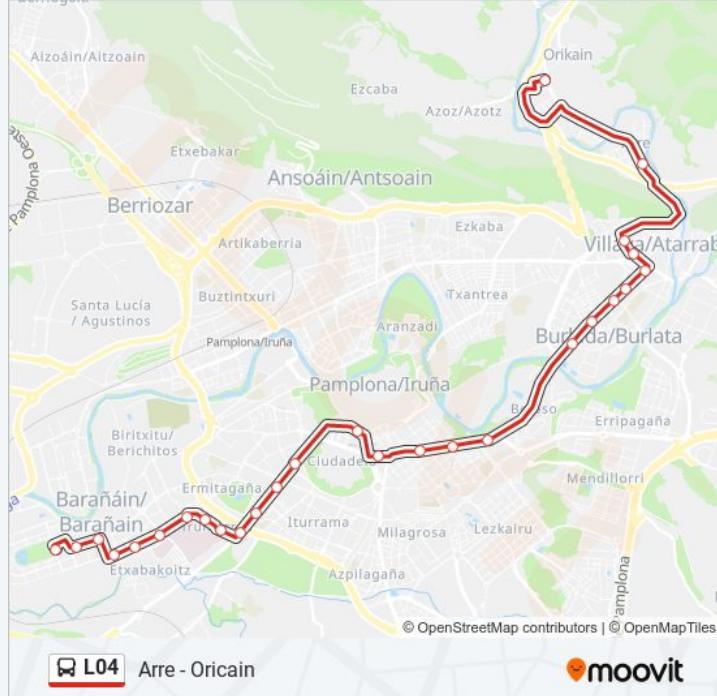 Aizoáin/Aitzoain
Orikain
Ezcaba
Azoz/Azotz
Pamplona Oeste
Etxebakar
Ansoáin/Antsoain
Berriozar
Artikaberria
Ezkaba
Villava/Atarrab
Buztintxuri
Txantrea
Santa Lucía
/ Agustinos
Aranzadi
Pamplona/Iruña
Burlada/Burlata
Pamplona/Iruña
Biritxitu/
Berichitos
Erripagaña
Ciudadela
Mendillorri
Ermitagaña
Barañáin/
Barañain
Iturrama
Lezkairu
Milagrosa
Etxabakoitz
Azpilagaña
© OpenStreetMap contributors | © OpenMapTiles
L04 Arre - Oricain
moovit